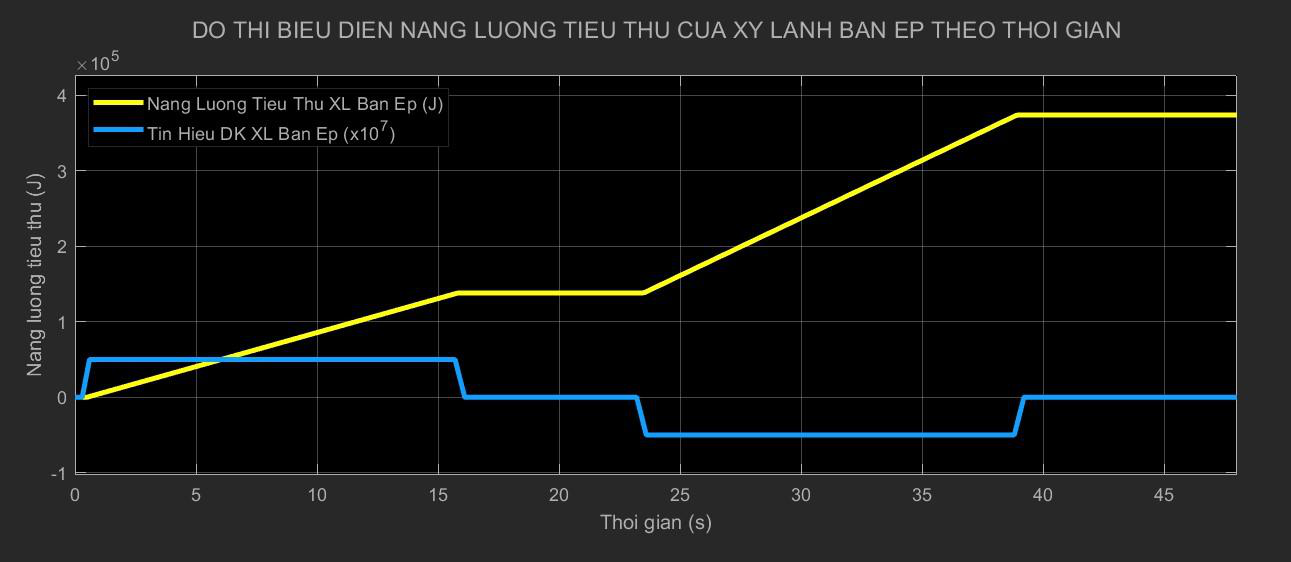 DO THI BIEU DIEN NANG LUONG TIEU THU CUA XY LANH BAN EP THEO THOI GIAN
×10^5
Nang Luong Tieu Thu XL Ban Ep (J)
Tin Hieu DK XL Ban Ep (x10^7)
Nang luong tieu thu (J)
4
3
2
1
0
-1
0 5 10 15 20 25 30 35 40 45
Thoi gian (s)